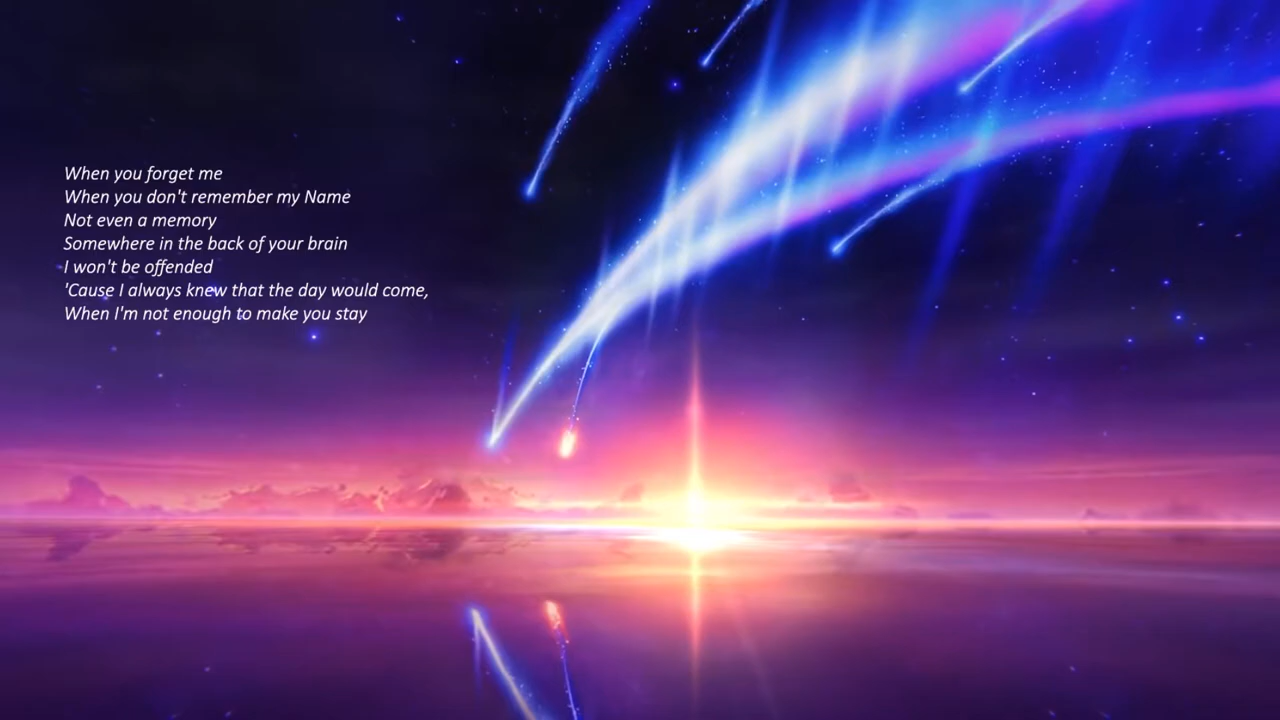 When you forget me
When you don't remember my Name
Not even a memory
Somewhere in the back of your brain
I won't be offended
'Cause I always knew that the day would come,
When I'm not enough to make you stay